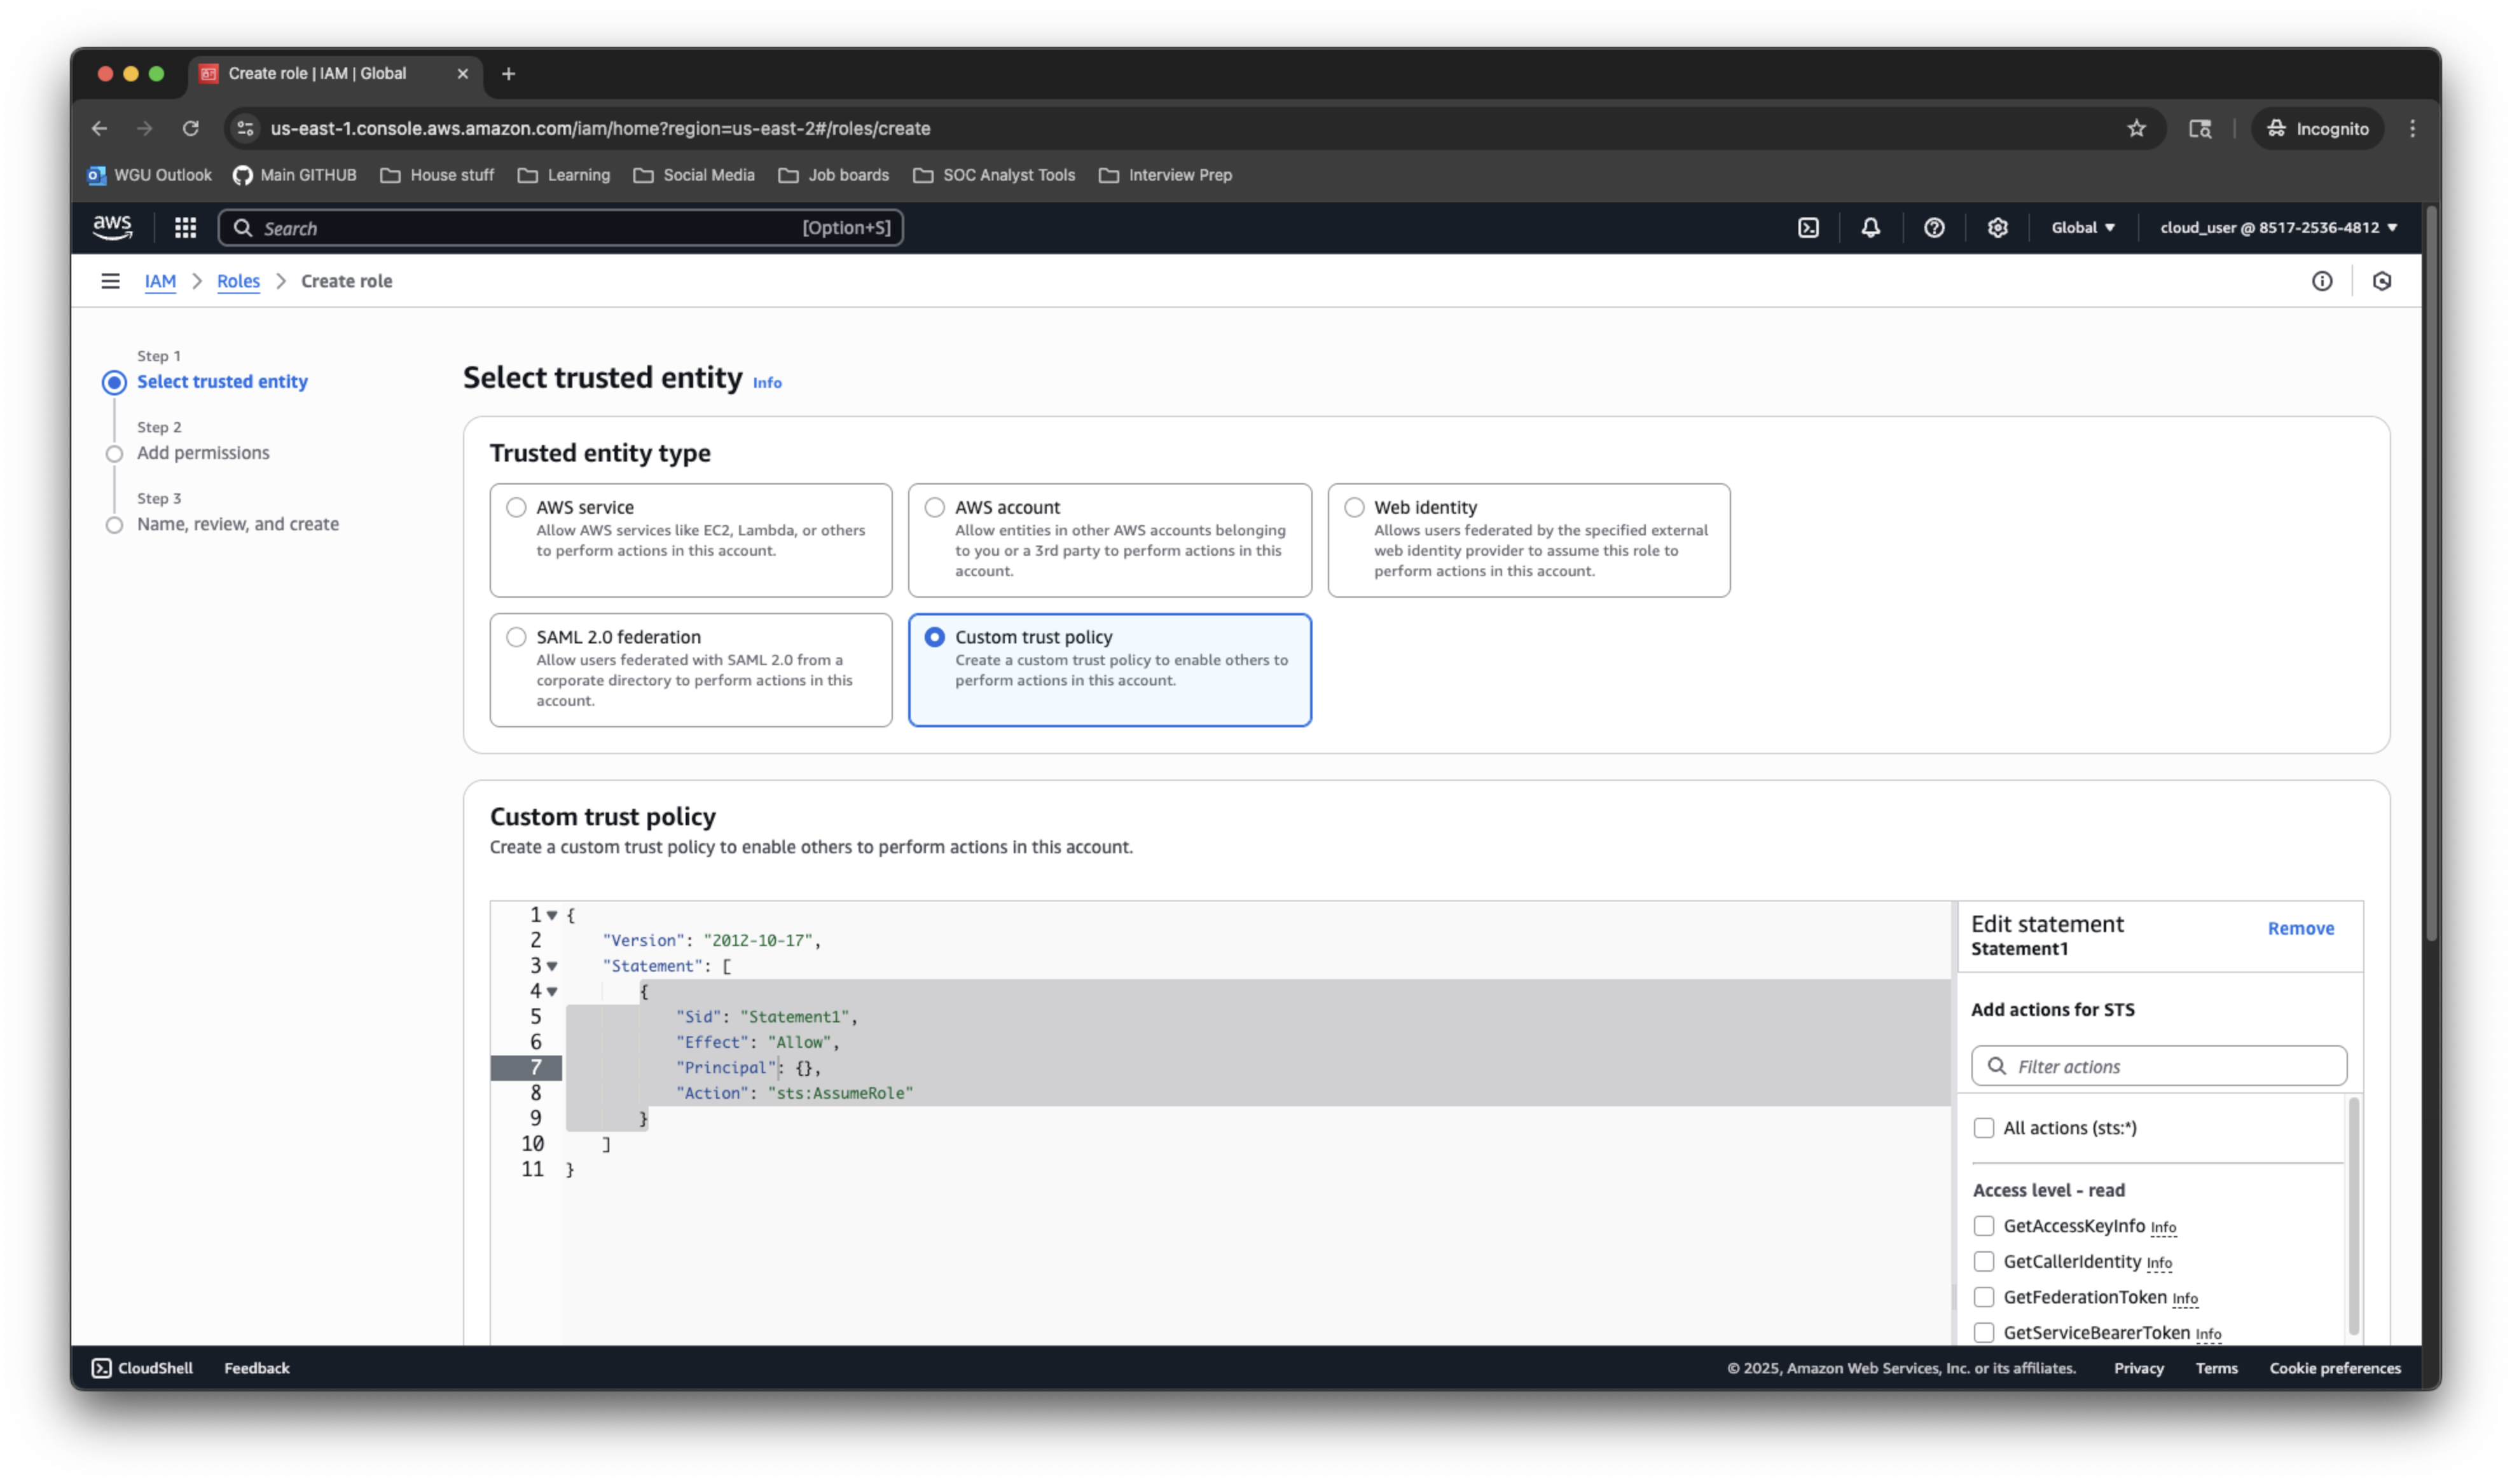 Create role | IAM | Global
us-east-1.console.aws.amazon.com/iam/home?region=us-east-2#/roles/create
Incognito
WGU Outlook
Main GITHUB
House stuff
Learning
Social Media
Job boards
SOC Analyst Tools
Interview Prep
aws
Search
[Option+S]
Global
cloud_user @ 8517-2536-4812
IAM
Roles
Create role
Step 1
Select trusted entity
Step 2
Add permissions
Step 3
Name, review, and create
Select trusted entity Info
Trusted entity type
AWS service
Allow AWS services like EC2, Lambda, or others
to perform actions in this account.
AWS account
Allow entities in other AWS accounts belonging
to you or a 3rd party to perform actions in this
account.
Web identity
Allows users federated by the specified external
web identity provider to assume this role to
perform actions in this account.
SAML 2.0 federation
Allow users federated with SAML 2.0 from a
corporate directory to perform actions in this
account.
Custom trust policy
Create a custom trust policy to enable others to
perform actions in this account.
Custom trust policy
Create a custom trust policy to enable others to perform actions in this account.
1 {
2 "Version": "2012-10-17",
3 "Statement": [
4 {
5 "Sid": "Statement1",
6 "Effect": "Allow",
7 "Principal": {},
8 "Action": "sts:AssumeRole"
9 }
10 ]
11 }
Edit statement
Remove
Statement1
Add actions for STS
Filter actions
All actions (sts:*)
Access level - read
GetAccessKeyInfo Info
GetCallerIdentity Info
GetFederationToken Info
GetServiceBearerToken Info
CloudShell
Feedback
© 2025, Amazon Web Services, Inc. or its affiliates.
Privacy
Terms
Cookie preferences